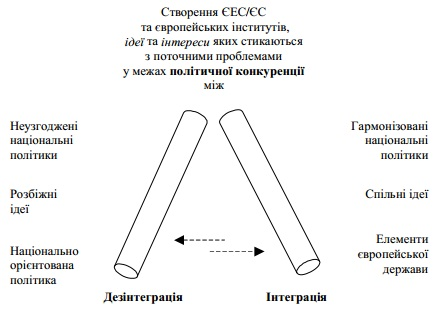 Створення ЄЕС/ЄС
та європейських інститутів,
ідеї та інтереси яких стикаються
з поточними проблемами
у межах політичної конкуренції
між
Неузгоджені
національні
політики
Розбіжні
ідеї
Національно
орієнтована
політика
Гармонізовані
національні
політики
Спільні ідеї
Елементи
європейської
держави
Дезінтеграція
Інтеграція